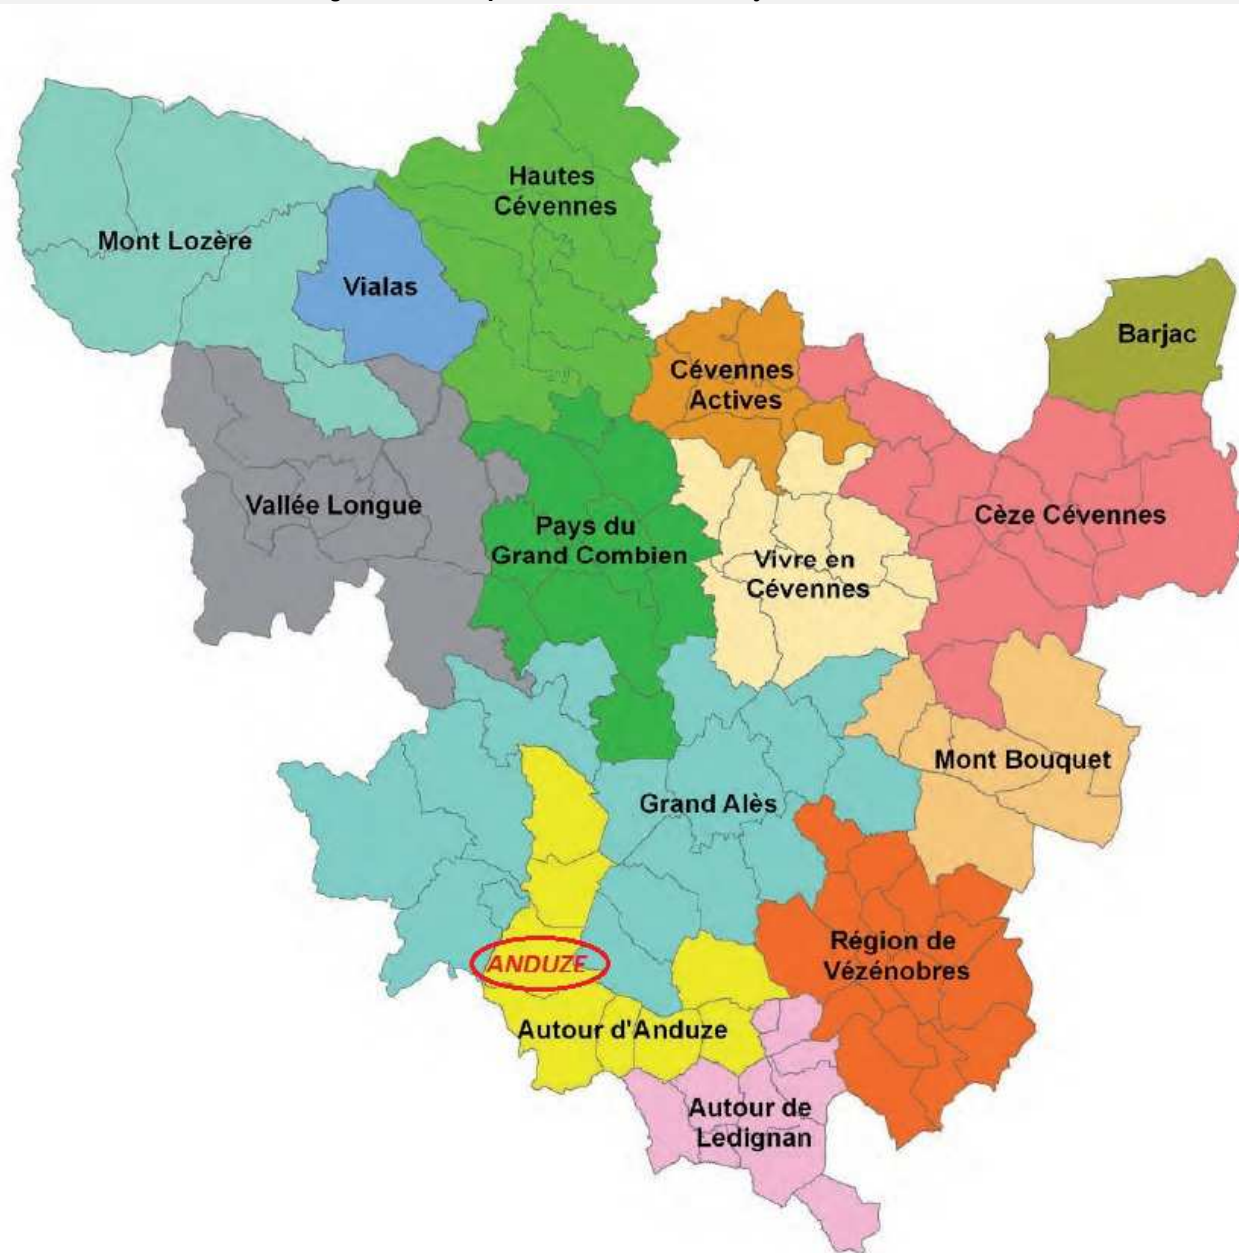 Hautes
Cévennes
Mont Lozère
Vialas
Barjac
Cévennes
Actives
Vallée Longue
Cèze Cévennes
Pays du
Grand Combien
Vivre en
Cévennes
Mont Bouquet
Grand Alès
Région de
Vézénobres
ANDUZE
Autour d'Anduze
Autour de
Ledignan